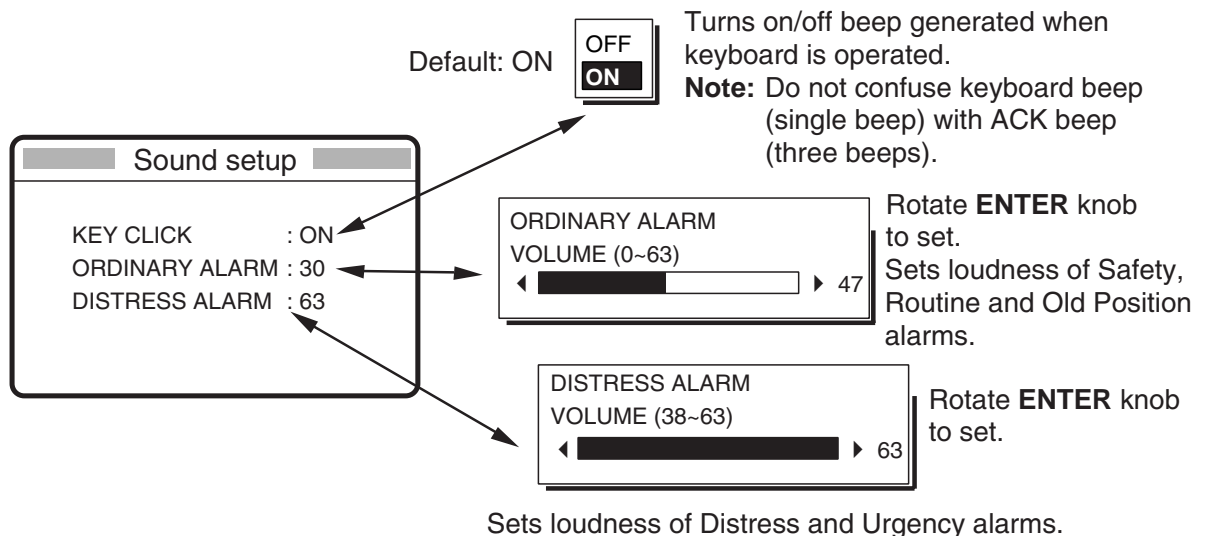 Default: ON
OFF
ON
Turns on/off beep generated when
keyboard is operated.
Note: Do not confuse keyboard beep
(single beep) with ACK beep
(three beeps).
Sound setup
KEY CLICK : ON
ORDINARY ALARM : 30
DISTRESS ALARM : 63
ORDINARY ALARM
VOLUME (0~63)
47
Rotate ENTER knob
to set.
Sets loudness of Safety,
Routine and Old Position
alarms.
DISTRESS ALARM
VOLUME (38~63)
63
Rotate ENTER knob
to set.
Sets loudness of Distress and Urgency alarms.